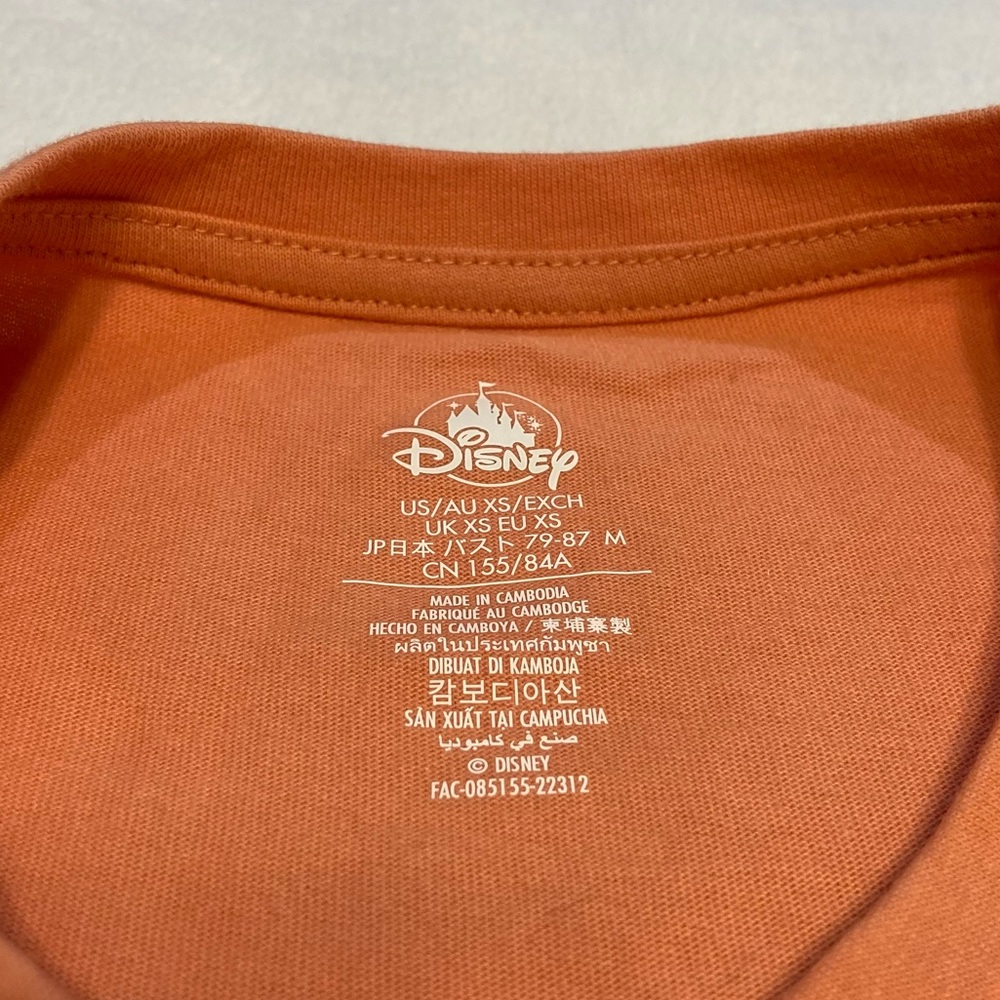 Disney
US/AU XS/EXCH
UK XS EU XS
JP日本 バスト 79-87 M
CN 155/84A
MADE IN CAMBODIA
FABRIQUÉ AU CAMBODGE
HECHO EN CAMBOYA / 柬埔寨製
ผลิตในประเทศกัมพูชา
DIBUAT DI KAMBOJA
캄보디아산
SẢN XUẤT TẠI CAMPUCHIA
صنع في كامبوديا
© DISNEY
FAC-085155-22312